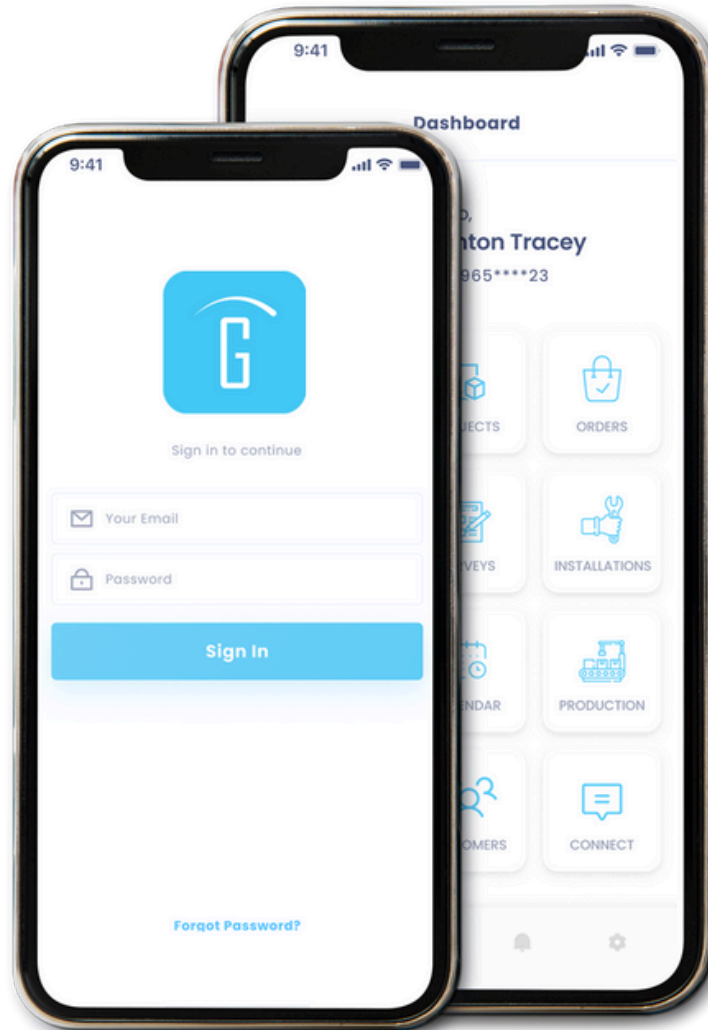 9:41
G
Sign in to continue
Your Email
Password
Sign In
Forgot Password?
9:41
Dashboard
Tracey
965****23
ORDERS
INSTALLATIONS
PRODUCTION
CONNECT